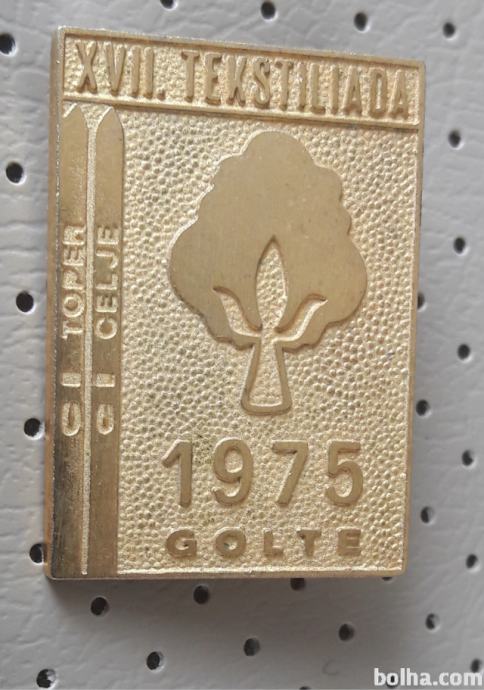 XVII. TEKSTILIADA
TOPER
CELJE
1975
GOLTE
bolha.com